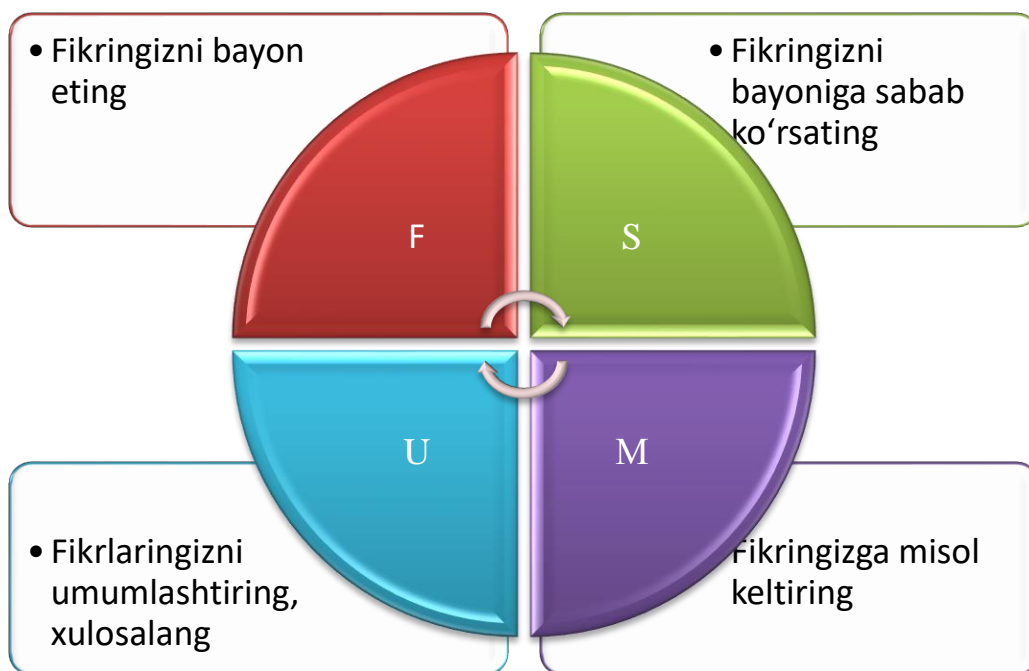 • Fikringizni bayon
eting
• Fikringizni
bayoniga sabab
ko‘rsating
F
S
U
M
• Fikrlaringizni
umumlashtiring,
xulosalang
Fikringizga misol
keltiring